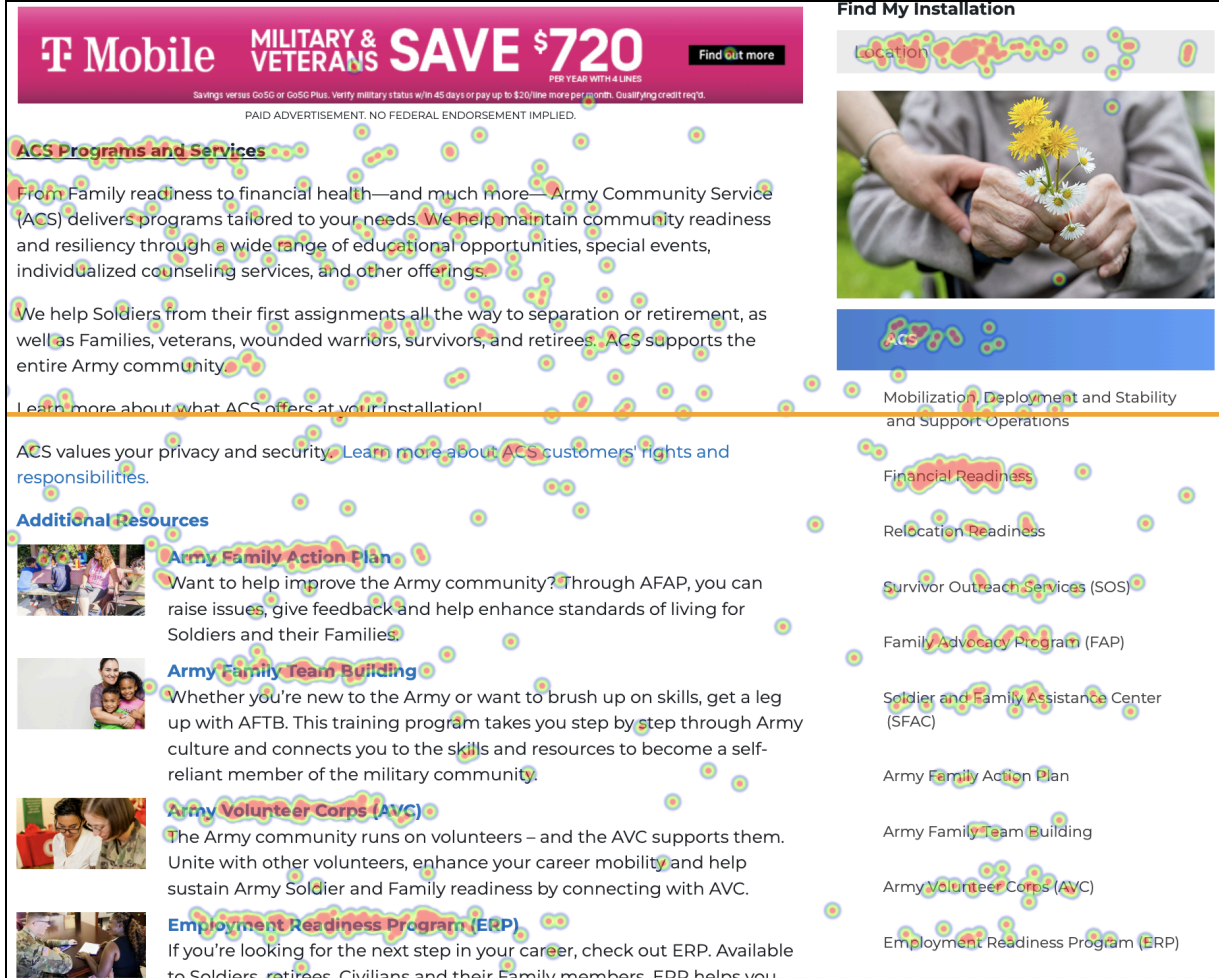 T Mobile
MILITARY &
VETERANS
SAVE $720
PER YEAR WITH 4 LINES
Find out more
Savings versus Go5G or Go5G Plus. Verify military status w/in 45 days or pay up to $20/line more per month. Qualifying credit req'd.
PAID ADVERTISEMENT. NO FEDERAL ENDORSEMENT IMPLIED.
ACS Programs and Services
From Family readiness to financial health—and much more— Army Community Service
(ACS) delivers programs tailored to your needs. We help maintain community readiness
and resiliency through a wide range of educational opportunities, special events,
individualized counseling services, and other offerings.
We help Soldiers from their first assignments all the way to separation or retirement, as
well as Families, veterans, wounded warriors, survivors, and retirees. ACS supports the
entire Army community.
Learn more about what ACS offers at your installation!
ACS values your privacy and security. Learn more about ACS customers' rights and
responsibilities.
Additional Resources
Army Family Action Plan
Want to help improve the Army community? Through AFAP, you can
raise issues, give feedback and help enhance standards of living for
Soldiers and their Families.
Army Family Team Building
Whether you're new to the Army or want to brush up on skills, get a leg
up with AFTB. This training program takes you step by step through Army
culture and connects you to the skills and resources to become a self-
reliant member of the military community.
Army Volunteer Corps (AVC)
The Army community runs on volunteers – and the AVC supports them.
Unite with other volunteers, enhance your career mobility and help
sustain Army Soldier and Family readiness by connecting with AVC.
Employment Readiness Program (ERP)
If you're looking for the next step in your career, check out ERP. Available
to Soldiers, retirees, Civilians and their Family members, ERP helps you
Find My Installation
Location
ACS
Mobilization, Deployment and Stability
and Support Operations
Financial Readiness
Relocation Readiness
Survivor Outreach Services (SOS)
Family Advocacy Program (FAP)
Soldier and Family Assistance Center
(SFAC)
Army Family Action Plan
Army Family Team Building
Army Volunteer Corps (AVC)
Employment Readiness Program (ERP)